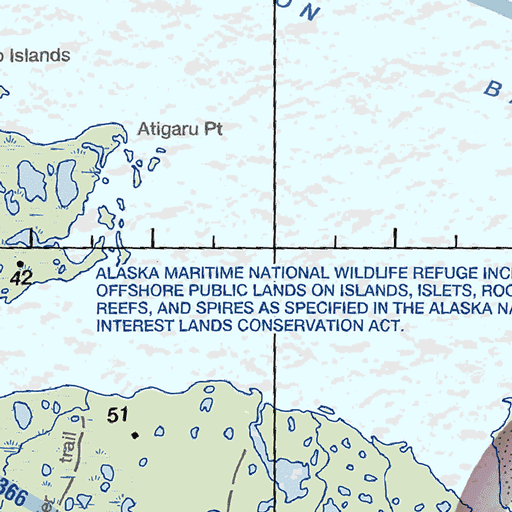 O N
Islands
B
Atigaru Pt
ALASKA MARITIME NATIONAL WILDLIFE REFUGE INC
42
OFFSHORE PUBLIC LANDS ON ISLANDS, ISLETS, ROC
REEFS, AND SPIRES AS SPECIFIED IN THE ALASKA NA
INTEREST LANDS CONSERVATION ACT.
51
trail
366